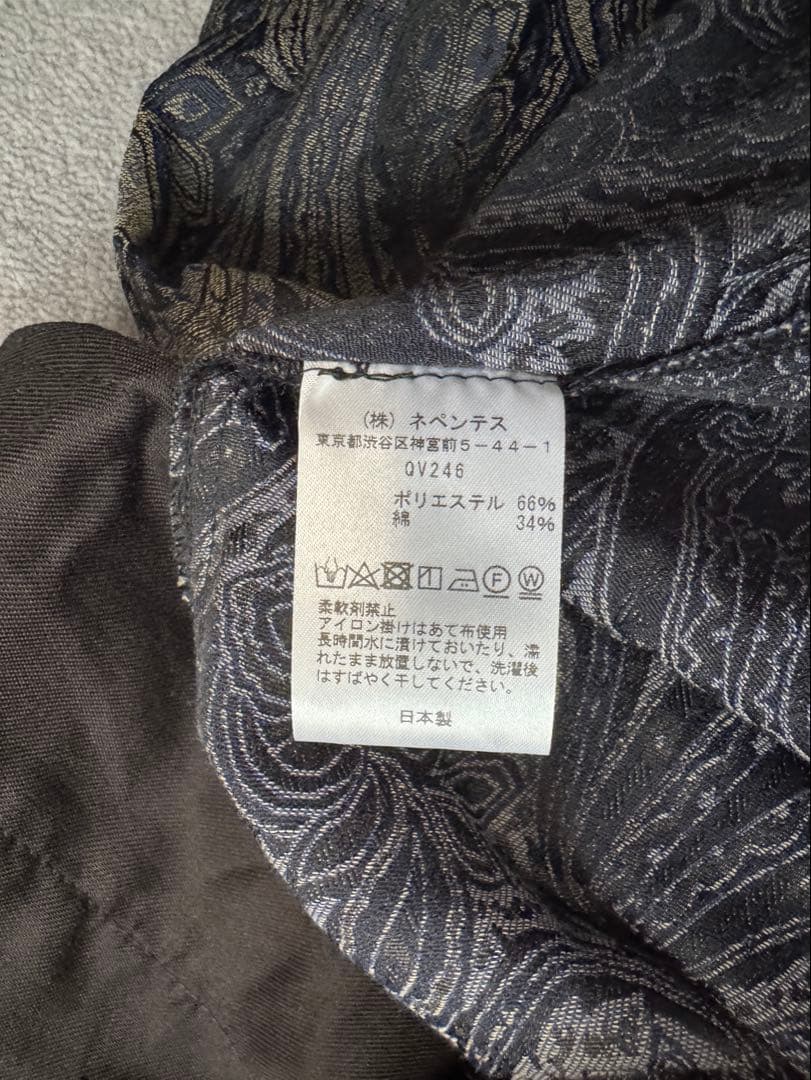 （株）ネペンテス
東京都渋谷区神宮前５－４４－１
QV246
ポリエステル 66%
綿 34%
F W
柔軟剤禁止
アイロン掛けはあて布使用
長時間水に漬けておいたり、濡
れたまま放置しないで、洗濯後
はすばやく干してください。
日本製